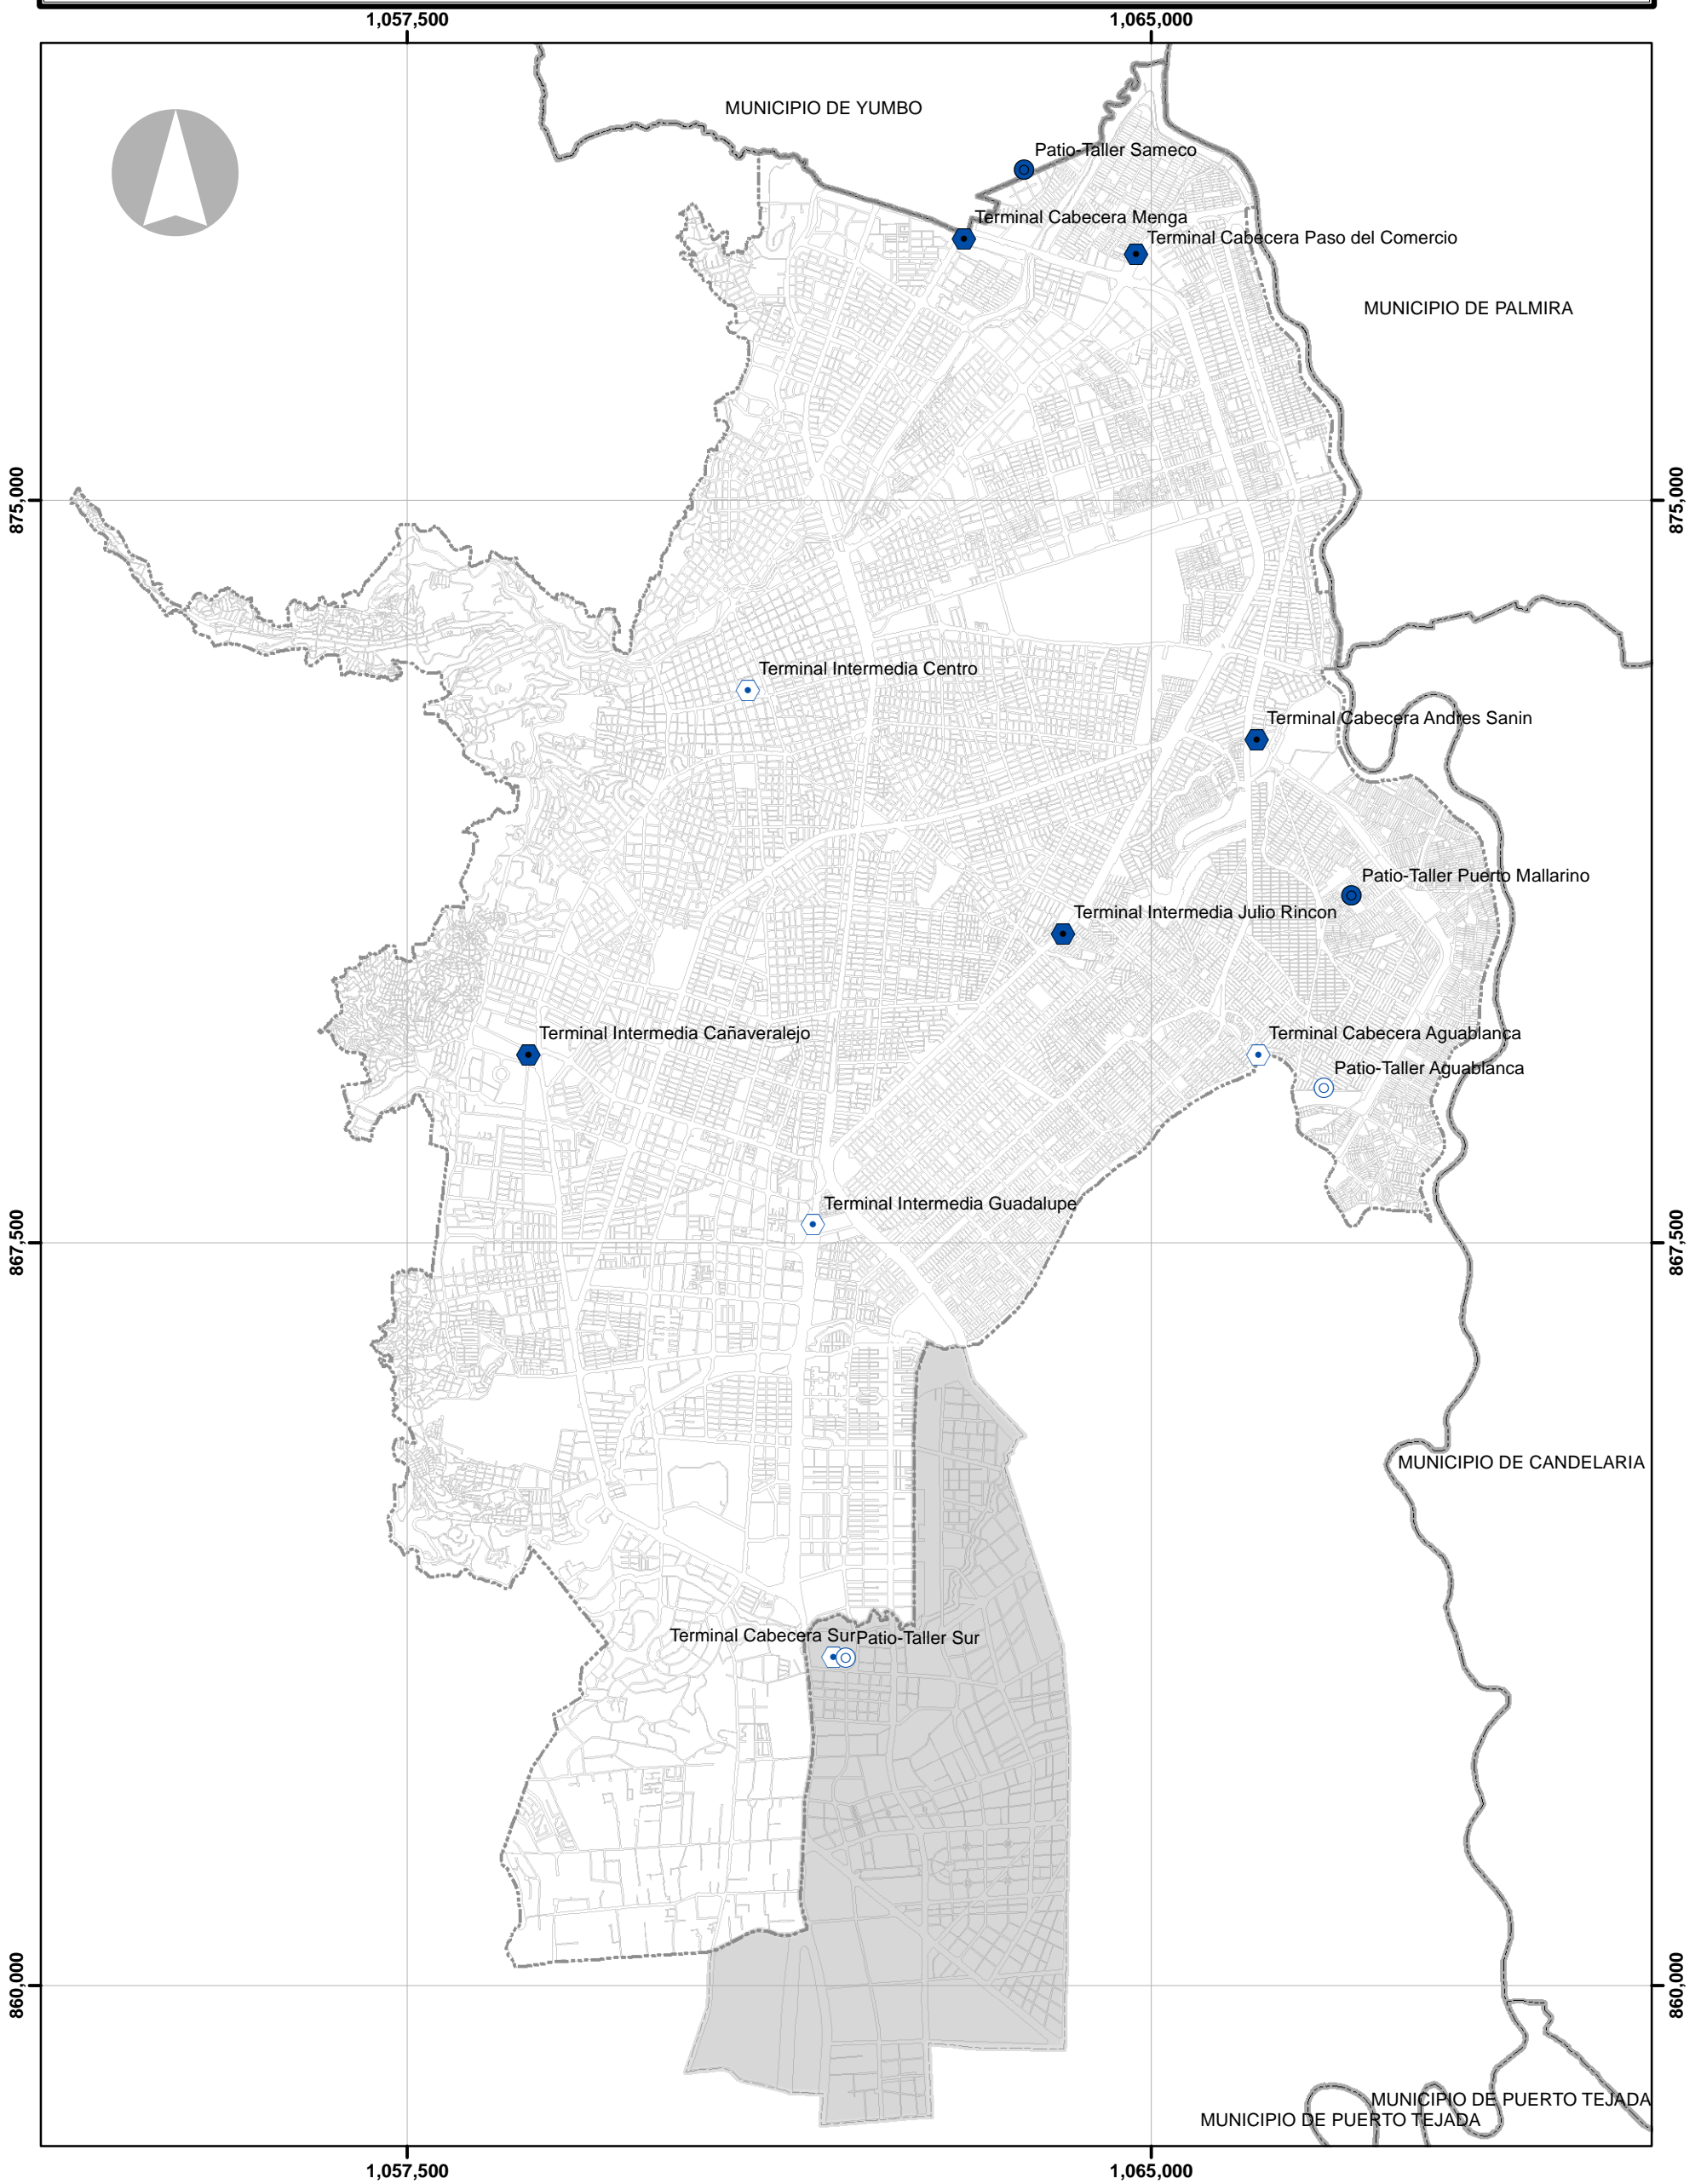 1,057,500
1,065,000
MUNICIPIO DE YUMBO
Patio-Taller Sameco
Terminal Cabecera Menga
Terminal Cabecera Paso del Comercio
MUNICIPIO DE PALMIRA
875,000
875,000
Terminal Intermedia Centro
Terminal Cabecera Andres Sanin
Patio-Taller Puerto Mallarino
Terminal Intermedia Julio Rincon
Terminal Intermedia Cañaveralejo
Terminal Cabecera Aguablanca
Patio-Taller Aguablanca
Terminal Intermedia Guadalupe
867,500
867,500
MUNICIPIO DE CANDELARIA
Terminal Cabecera Sur
Patio-Taller Sur
860,000
860,000
MUNICIPIO DE PUERTO TEJADA
MUNICIPIO DE PUERTO TEJADA
1,057,500
1,065,000